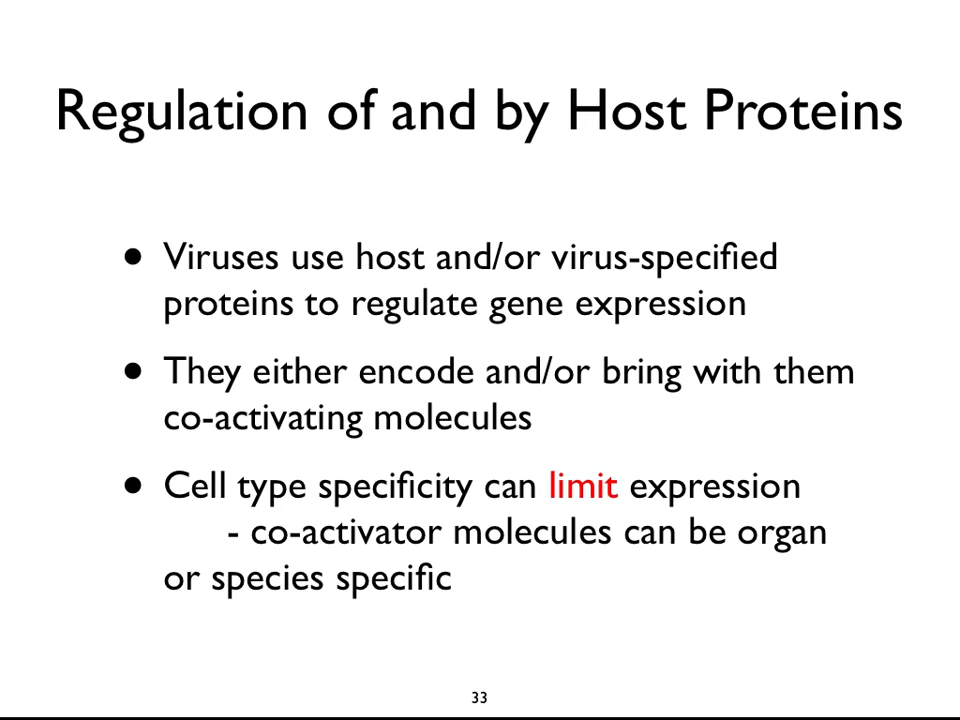 Regulation of and by Host Proteins
• Viruses use host and/or virus-specified
proteins to regulate gene expression
• They either encode and/or bring with them
co-activating molecules
• Cell type specificity can limit expression
- co-activator molecules can be organ
or species specific
33